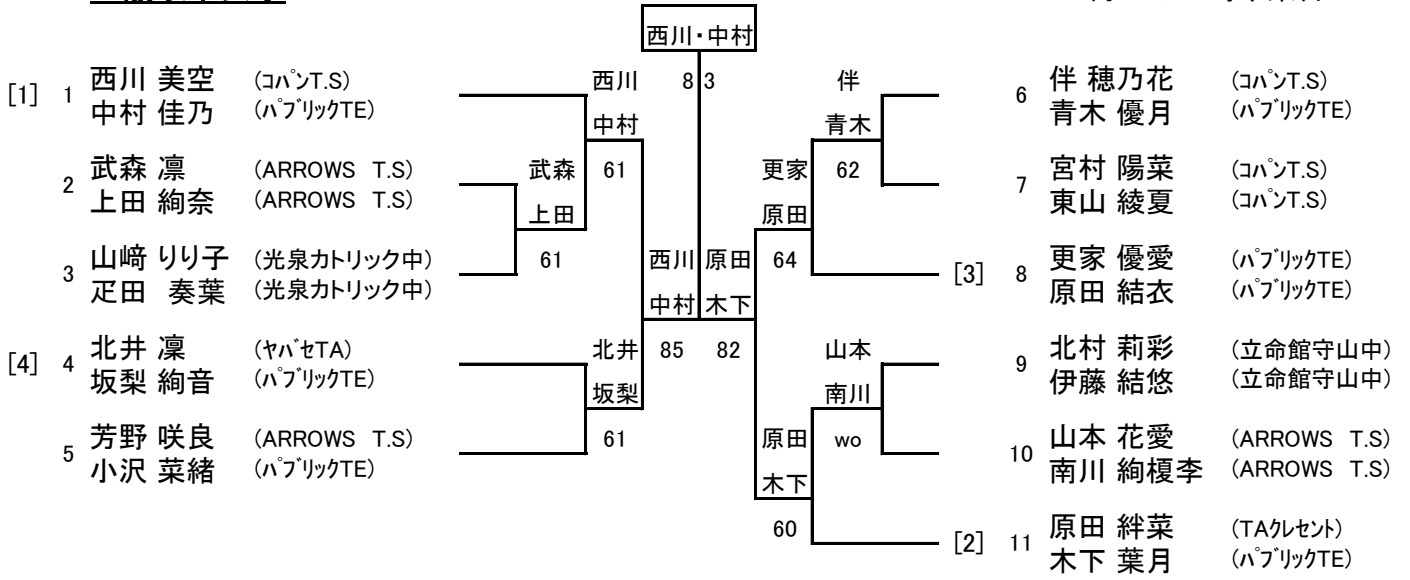 西川・中村
[1] 1 西川 美空 (コパンT.S)
中村 佳乃 (パブリックTE)
2 武森 凛 (ARROWS T.S)
上田 絢奈 (ARROWS T.S)
3 山﨑 りり子 (光泉カトリック中)
疋田 奏葉 (光泉カトリック中)
[4] 4 北井 凜 (ヤバセTA)
坂梨 絢音 (パブリックTE)
5 芳野 咲良 (ARROWS T.S)
小沢 菜緒 (パブリックTE)
武森
上田
61
西川
中村
61
北井
坂梨
61
西川
中村
85
8 3
原田
木下
82
更家
原田
64
原田
木下
60
伴
青木
62
山本
南川
wo
6 伴 穂乃花 (コパンT.S)
青木 優月 (パブリックTE)
7 宮村 陽菜 (コパンT.S)
東山 綾夏 (コパンT.S)
[3] 8 更家 優愛 (パブリックTE)
原田 結衣 (パブリックTE)
9 北村 莉彩 (立命館守山中)
伊藤 結悠 (立命館守山中)
10 山本 花愛 (ARROWS T.S)
南川 絢榎李 (ARROWS T.S)
[2] 11 原田 絆菜 (TAクレセント)
木下 葉月 (パブリックTE)